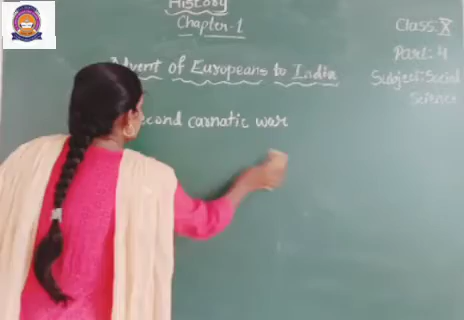 History
Chapter-1
Advent of Europeans to India
Second carnatic war
Class: X
Part: 4
Subject: Social
Science